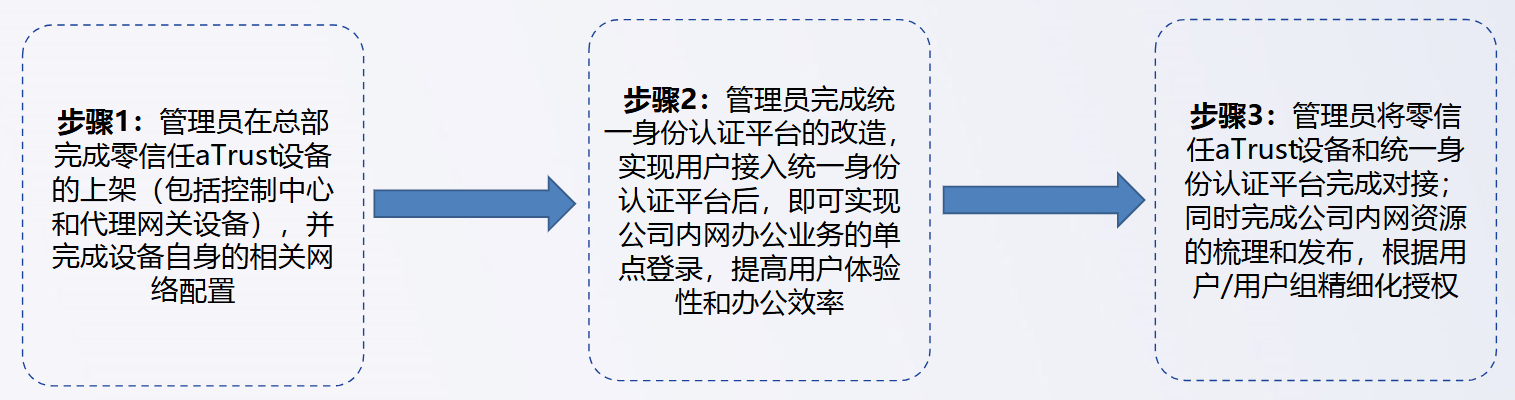 步骤1：管理员在总部
完成零信任aTrust设备
的上架（包括控制中心
和代理网关设备），并
完成设备自身的相关网
络配置
步骤2：管理员完成统
一身份认证平台的改造，
实现用户接入统一身份
认证平台后，即可实现
公司内网办公业务的单
点登录，提高用户体验
性和办公效率
步骤3：管理员将零信
任aTrust设备和统一身
份认证平台完成对接；
同时完成公司内网资源
的梳理和发布，根据用
户/用户组精细化授权